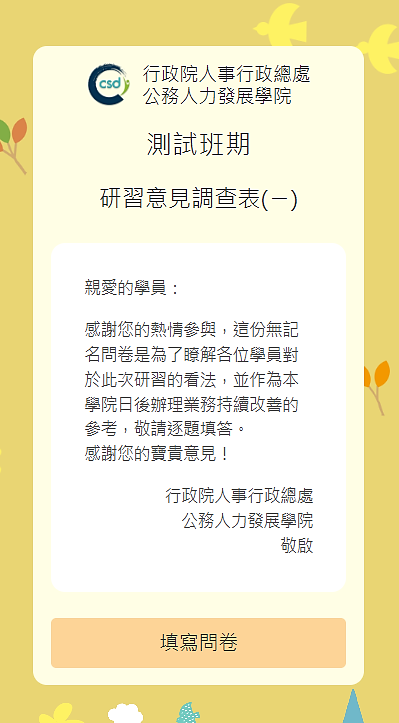 csd
行政院人事行政總處
公務人力發展學院
測試班期
研習意見調查表(一)
親愛的學員：
感謝您的熱情參與，這份無記
名問卷是為了瞭解各位學員對
於此次研習的看法，並作為本
學院日後辦理業務持續改善的
參考，敬請逐題填答。
感謝您的寶貴意見！
行政院人事行政總處
公務人力發展學院
敬啟
填寫問卷